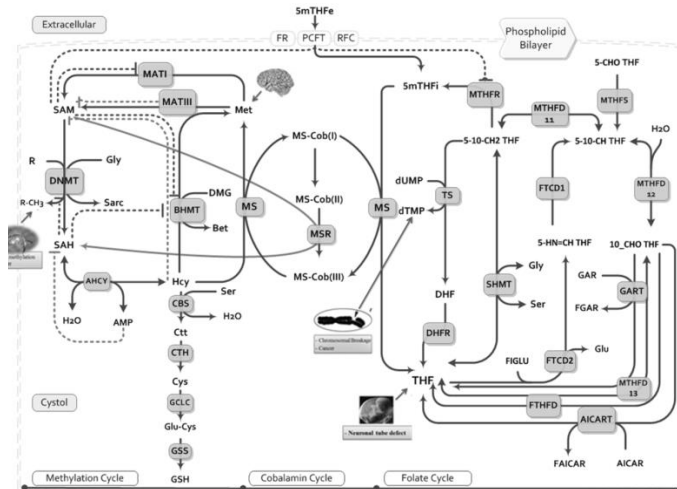 Extracellular
5mTHFe
FR
PCFT
RFC
Phospholipid
Bilayer
MATI
MATIII
SAM
Met
5mTHFi
MTHFR
5-CHO THF
MTHFS
MTHFD
11
H2O
MS-Cob(I)
5-10-CH2 THF
5-10-CH THF
R
Gly
DNMT
R-CH3
Sarc
DMG
BHMT
Bet
MS
MS-Cob(II)
MSR
MS
dUMP
TS
dTMP
FTCD1
MTHFD
12
SAH
methylation
MS-Cob(III)
5-HN=CH THF
10_CHO THF
AHCY
Hcy
Ser
CBS
H2O
H2O
AMP
Ctt
Gly
SHMT
Ser
GAR
GART
FGAR
DHF
- Chromosomal Breakage
- Cancer
DHFR
CTH
Cys
THF
FIGLU
FTCD2
Glu
MTHFD
13
Cystol
GCLC
Glu-Cys
GSS
GSH
- Neuronal tube defect
FTHFD
AICART
FAICAR
AICAR
Methylation Cycle
Cobalamin Cycle
Folate Cycle